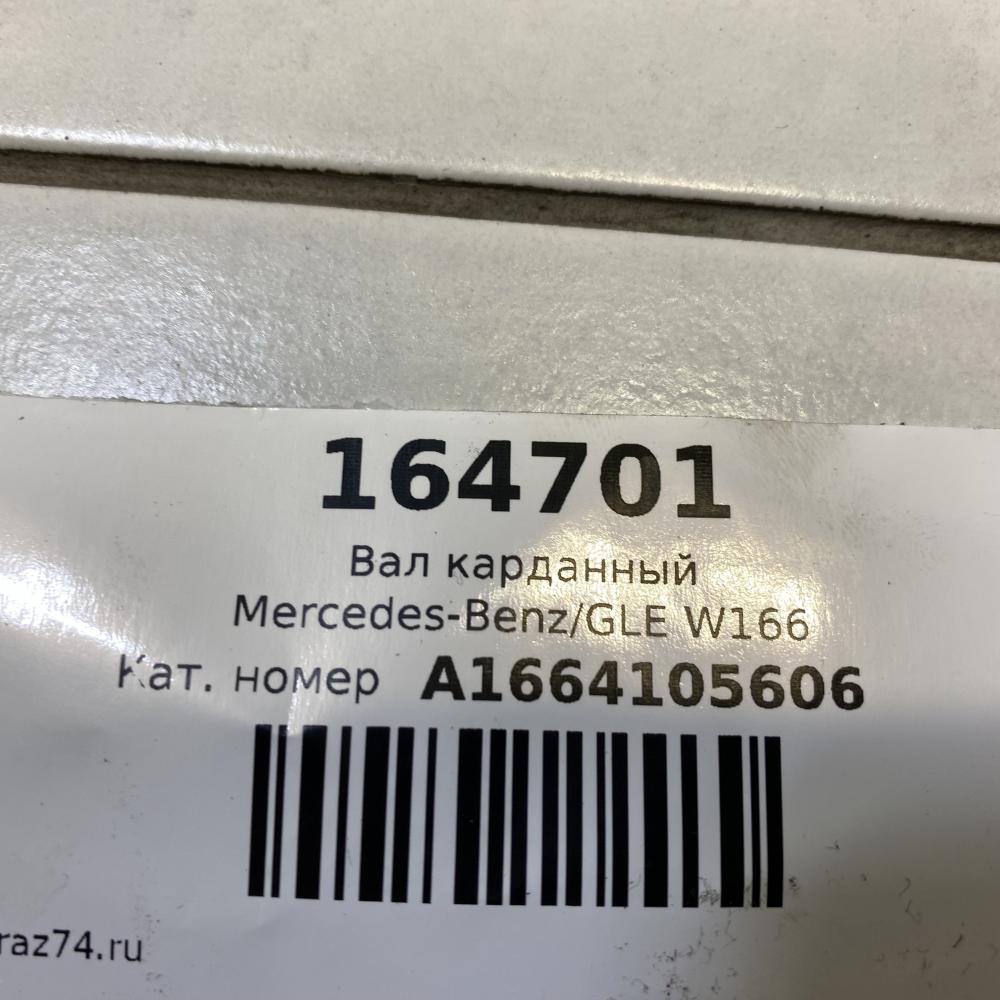 164701
Вал карданный
Mercedes-Benz/GLE W166
Кат. номер A1664105606
raz74.ru